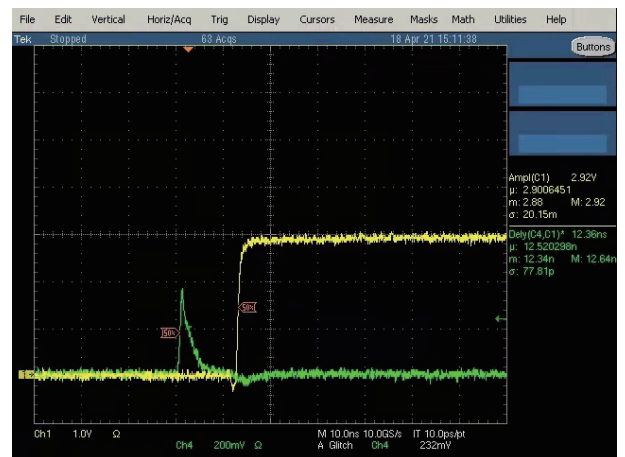 File Edit Vertical Horiz/Acq Trig Display Cursors Measure Masks Math Utilities Help
Tek Stopped 63 Acqs 18 Apr 21 15:11:38
Buttons
Ampl(C1) 2.92V
µ: 2.9006451
m: 2.88 M: 2.92
σ: 20.15m
Dely(C4,C1)* 12.36ns
µ: 12.520298n
m: 12.34n M: 12.64n
σ: 77.81p
50%
50%
Ch1 1.0V Ω M 10.0ns 10.0GS/s IT 10.0ps/pt
Ch4 200mV Ω A Glitch Ch4 232mV